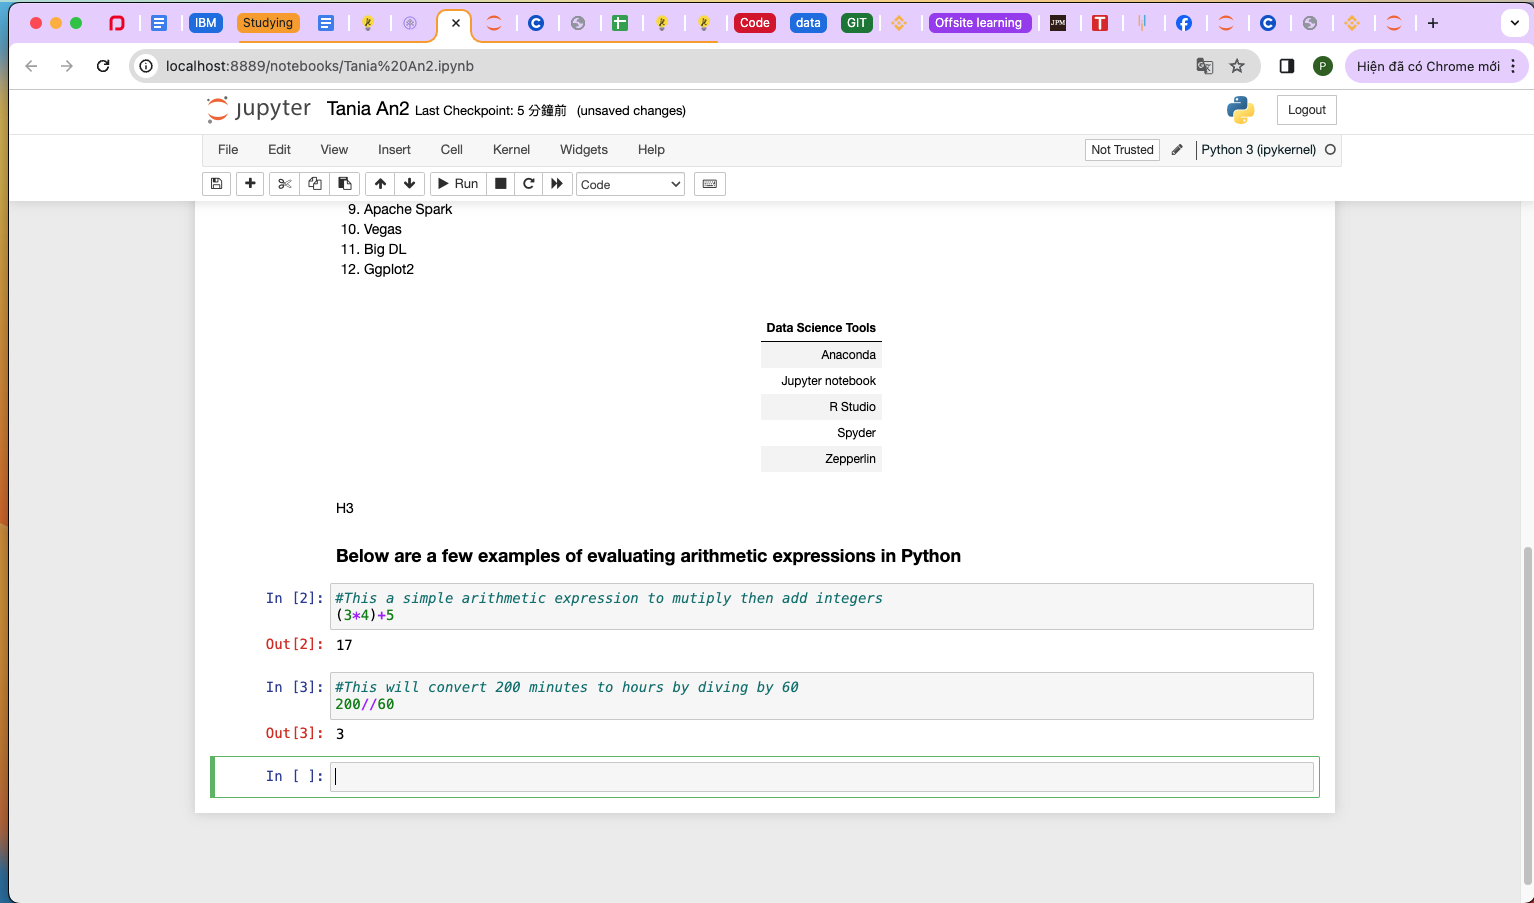 IBM
Studying
Code
data
GIT
Offsite learning
JPM
T
+
localhost:8889/notebooks/Tania%20An2.ipynb
P
Hiện đã có Chrome mới
jupyter
Tania An2 Last Checkpoint: 5 分鐘前 (unsaved changes)
Logout
File Edit View Insert Cell Kernel Widgets Help
Not Trusted
Python 3 (ipykernel)
Run
Code
9. Apache Spark
10. Vegas
11. Big DL
12. Ggplot2
Data Science Tools
Anaconda
Jupyter notebook
R Studio
Spyder
Zepperlin
H3
Below are a few examples of evaluating arithmetic expressions in Python
In [2]: #This a simple arithmetic expression to mutiply then add integers
(3*4)+5
Out[2]: 17
In [3]: #This will convert 200 minutes to hours by diving by 60
200//60
Out[3]: 3
In [ ]: